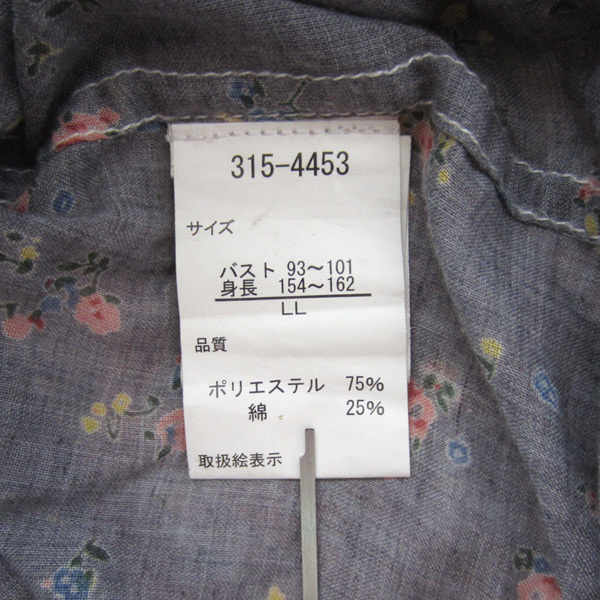 315-4453
サイズ
バスト 93～101
身長 154～162
LL
品質
ポリエステル 75%
綿 25%
取扱絵表示